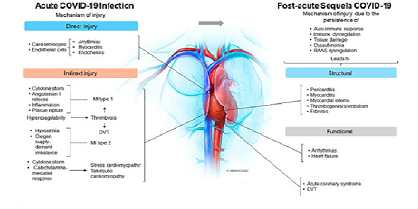 Acute COVID-19 Infection
Mechanism of injury
Direct injury
• Cardiomyocytes
• Endothelial cells
• Arrhythmias
• Myocarditis
• Endothelitis
Indirect injury
• Cytokine storm
• Angiotensin II release
• Inflammation
• Plaque rupture
Hypercoagulability
MI type 1
Thrombosis
DVT
• Hypoxemia
• Oxygen supply-demand imbalance
MI type 2
• Cytokine storm
• Catecholamine-mediated response
Stress cardiomyopathy/
Takotsubo
cardiomyopathy
Post-acute Sequela COVID-19
Mechanism of injury due to the
persistence of
• Auto-immune response
• Immune dysregulation
• Tissue damage
• Dysautonomia
• RAAS dysregulation
Leads to
Structural
• Pericarditis
• Myocarditis
• Myocardial edema
• Fibrosis
Functional
• Arrhythmias
• Heart failure
• Acute coronary syndrome
• DVT